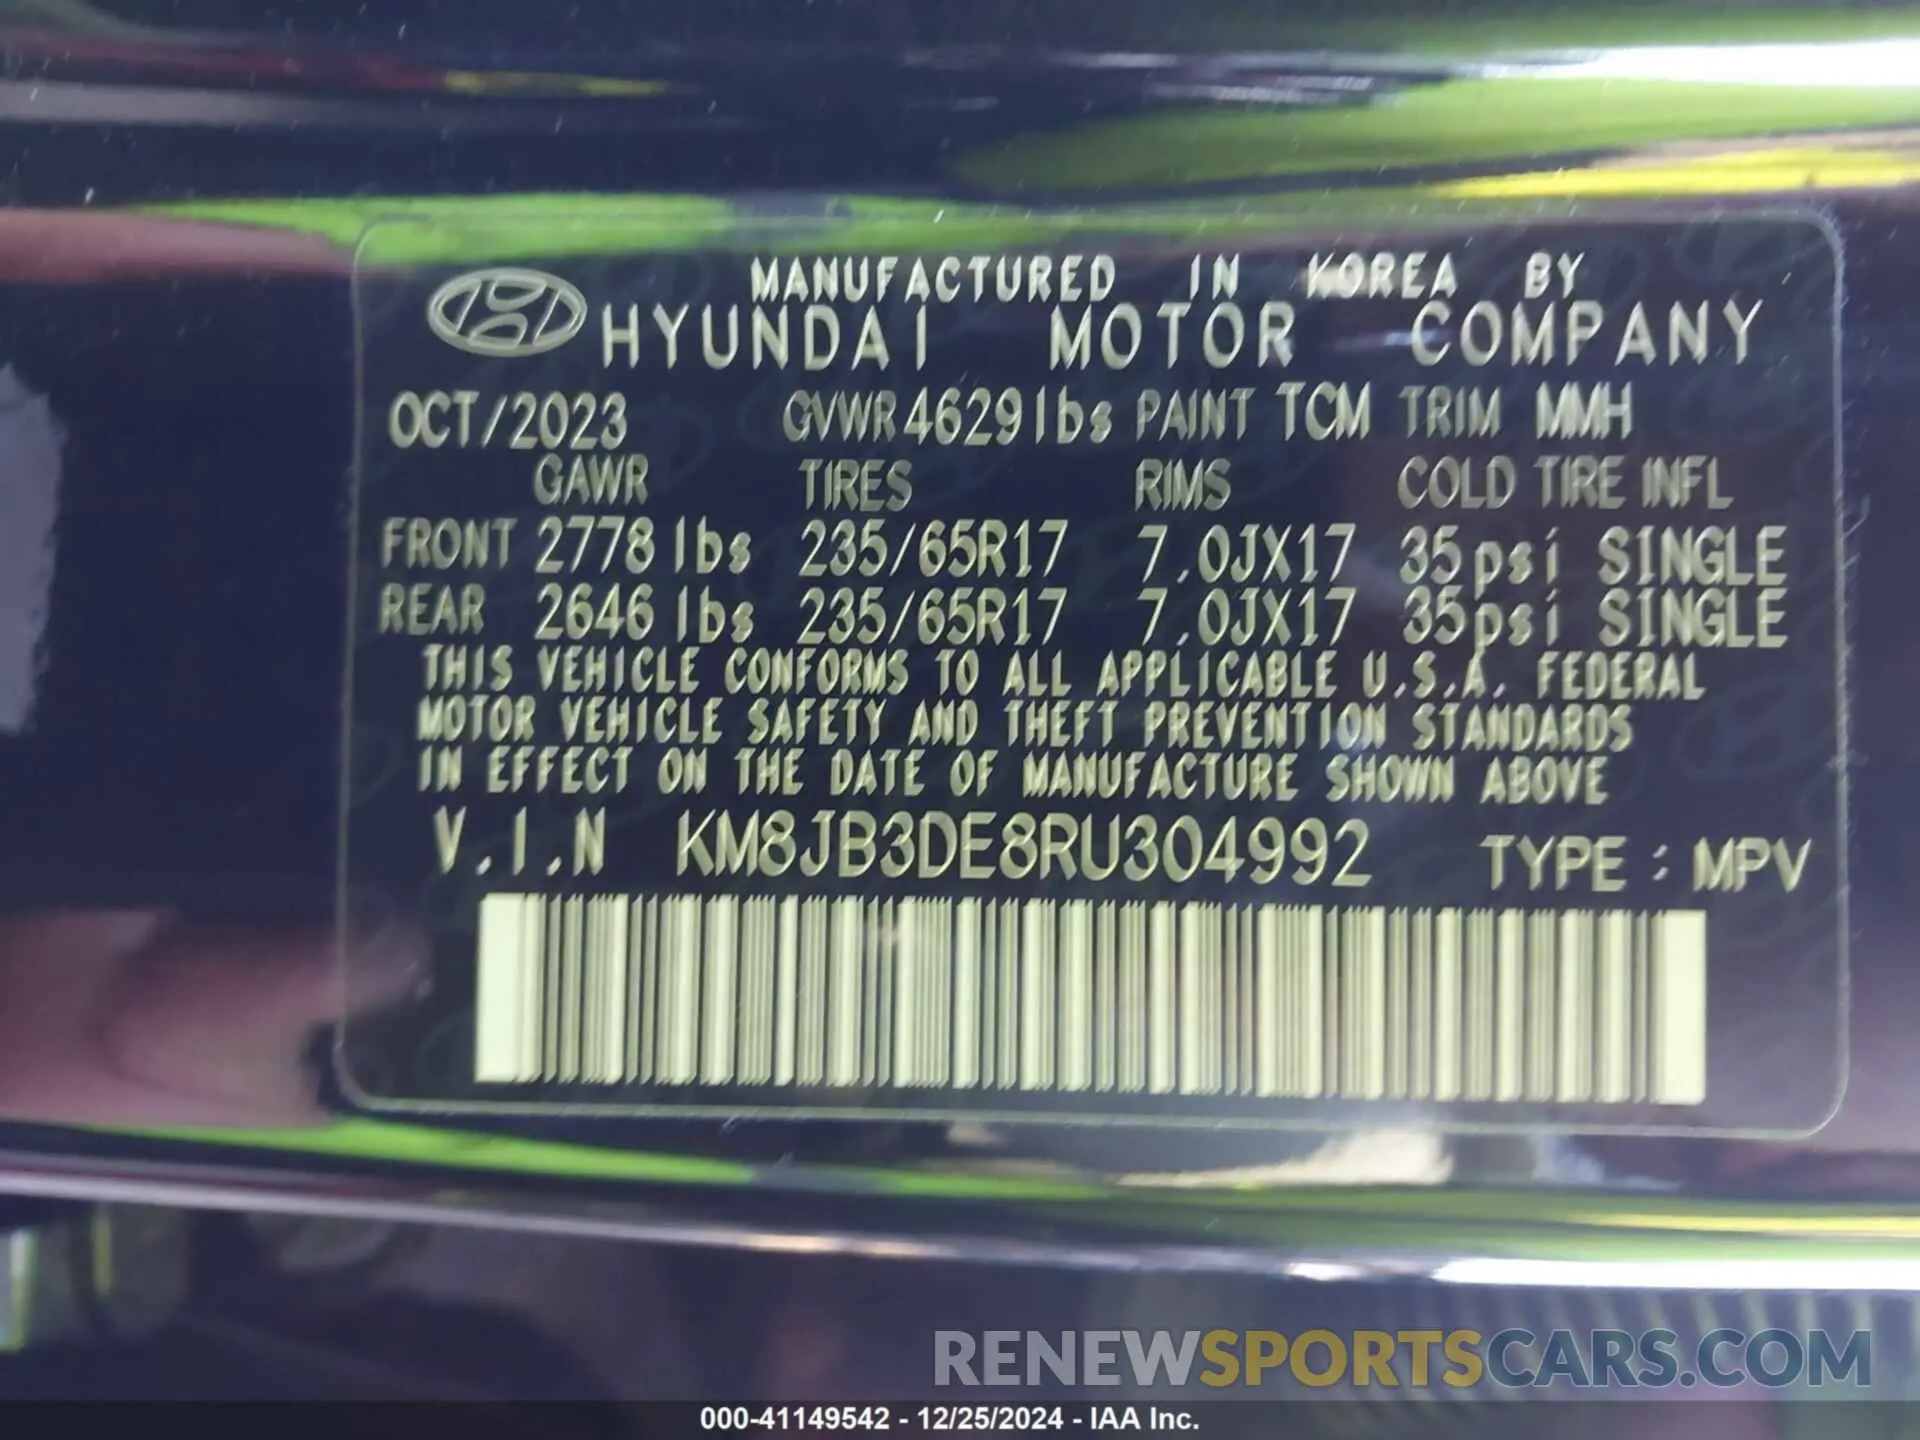 MANUFACTURED IN KOREA BY
HYUNDAI MOTOR COMPANY
OCT/2023 GVWR 4629lbs PAINT TCM TRIM MMH
GAWR TIRES RIMS COLD TIRE INFL
FRONT 2778 lbs 235/65R17 7.0JX17 35psi SINGLE
REAR 2646 lbs 235/65R17 7.0JX17 35psi SINGLE
THIS VEHICLE CONFORMS TO ALL APPLICABLE U.S.A. FEDERAL
MOTOR VEHICLE SAFETY AND THEFT PREVENTION STANDARDS
IN EFFECT ON THE DATE OF MANUFACTURE SHOWN ABOVE
V.I.N KM8JB3DE8RU304992 TYPE : MPV
RENEWSPORTSCARS.COM
000-41149542 - 12/25/2024 - IAA Inc.